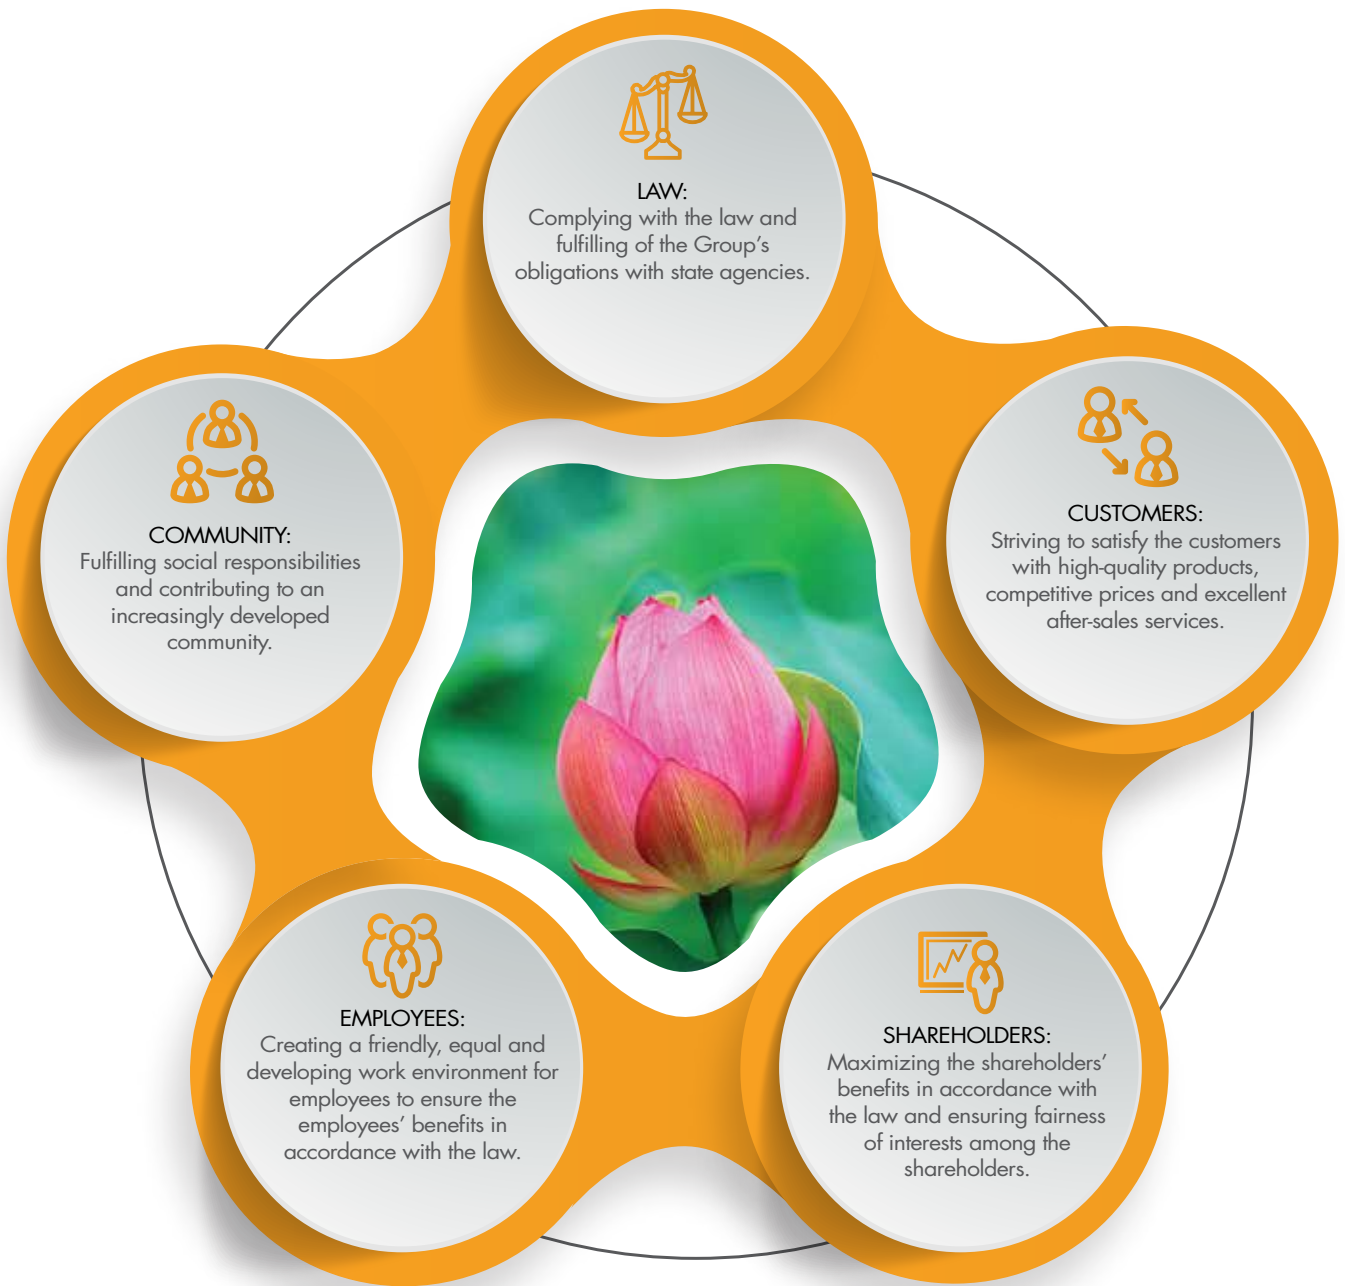 LAW:
Complying with the law and
fulfilling of the Group's
obligations with state agencies.
CUSTOMERS:
Striving to satisfy the customers
with high-quality products,
competitive prices and excellent
after-sales services.
COMMUNITY:
Fulfilling social responsibilities
and contributing to an
increasingly developed
community.
EMPLOYEES:
Creating a friendly, equal and
developing work environment for
employees to ensure the
employees' benefits in
accordance with the law.
SHAREHOLDERS:
Maximizing the shareholders'
benefits in accordance with
the law and ensuring fairness
of interests among the
shareholders.